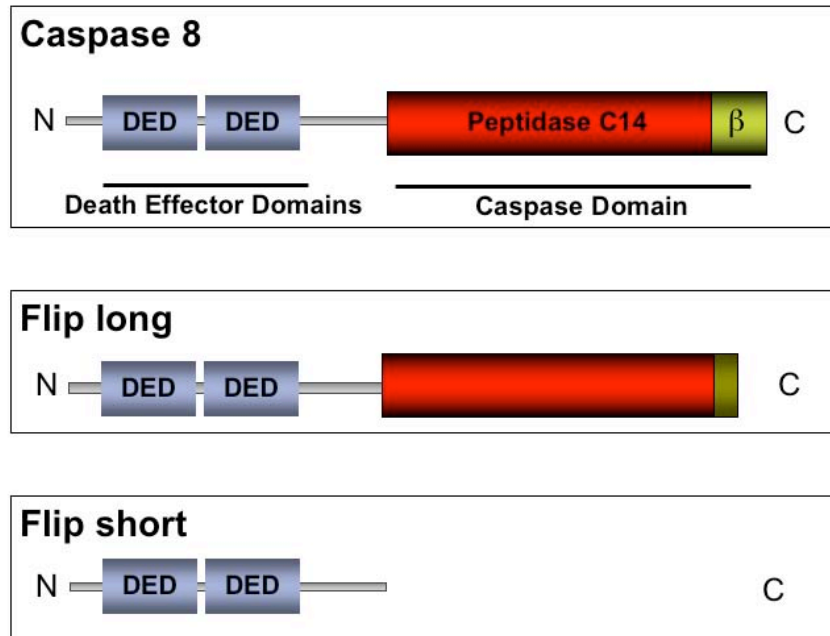 Caspase 8
N DED DED Peptidase C14 β C
Death Effector Domains Caspase Domain
Flip long
N DED DED C
Flip short
N DED DED C